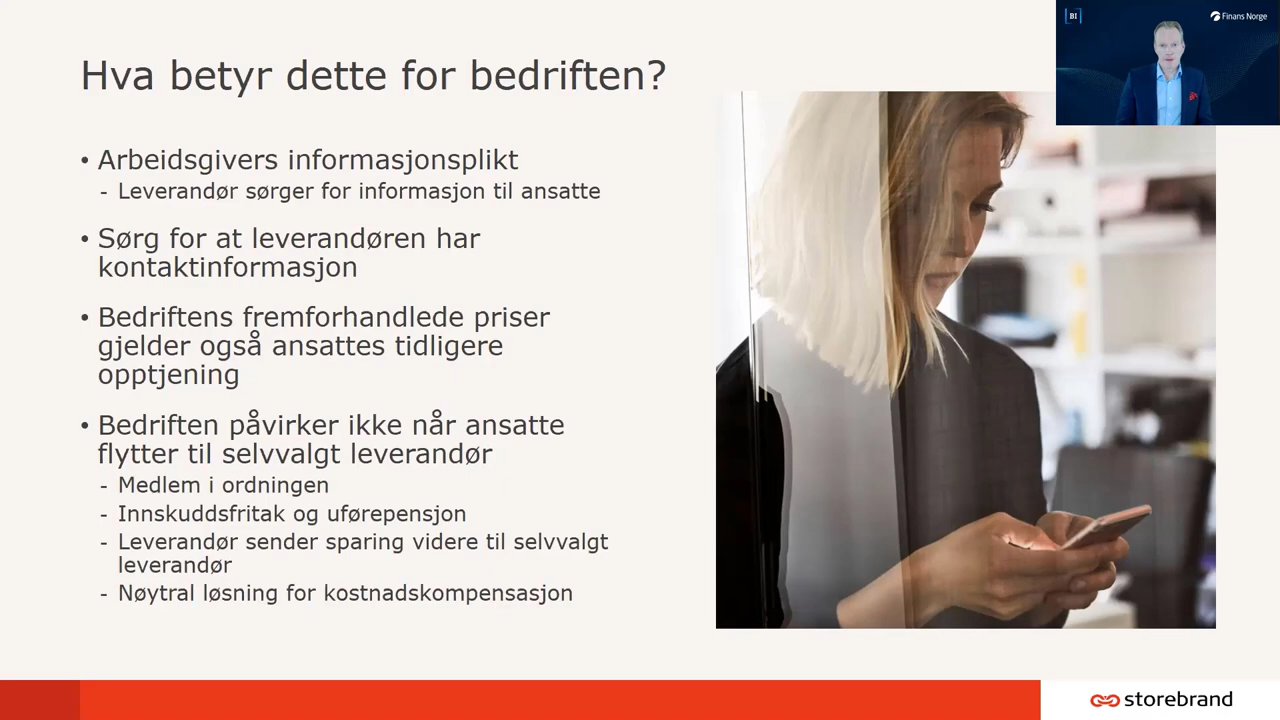 BI
Finans Norge
Hva betyr dette for bedriften?
• Arbeidsgivers informasjonsplikt
- Leverandør sørger for informasjon til ansatte
• Sørg for at leverandøren har
kontaktinformasjon
• Bedriftens fremforhandlede priser
gjelder også ansattes tidligere
opptjening
• Bedriften påvirker ikke når ansatte
flytter til selvvalgt leverandør
- Medlem i ordningen
- Innskuddsfritak og uførepensjon
- Leverandør sender sparing videre til selvvalgt
leverandør
- Nøytral løsning for kostnadskompensasjon
storebrand